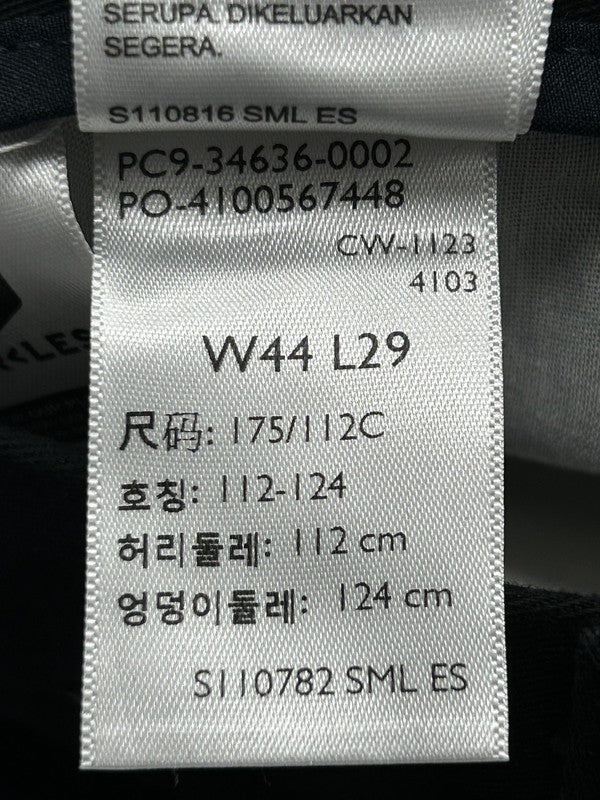 SERUPA. DIKELUARKAN
SEGERA.
S110816 SML ES
PC9-34636-0002
PO-4100567448
CW-1123
4103
W44 L29
尺码: 175/112C
호칭: 112-124
허리둘레: 112 cm
엉덩이둘레: 124 cm
S110782 SML ES